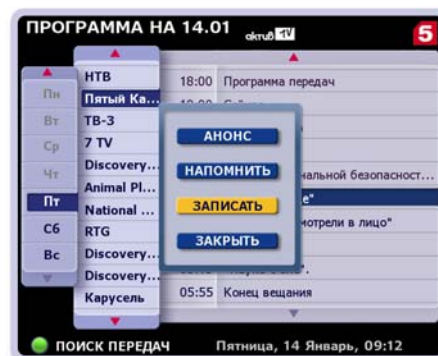 ПРОГРАММА НА 14.01
актив TV
5
Пн
Вт
Ср
Чт
Пт
Сб
Вс
НТВ
Пятый Ка...
ТВ-3
7 TV
Discovery...
Animal Pl...
National ...
RTG
Discovery...
Discovery...
Карусель
18:00 Программа передач
АНОНС
НАПОМНИТЬ
нальной безопасност...
ЗАПИСАТЬ
е"
мотрели в лицо"
ЗАКРЫТЬ
05:55 Конец вещания
ПОИСК ПЕРЕДАЧ
Пятница, 14 Январь, 09:12